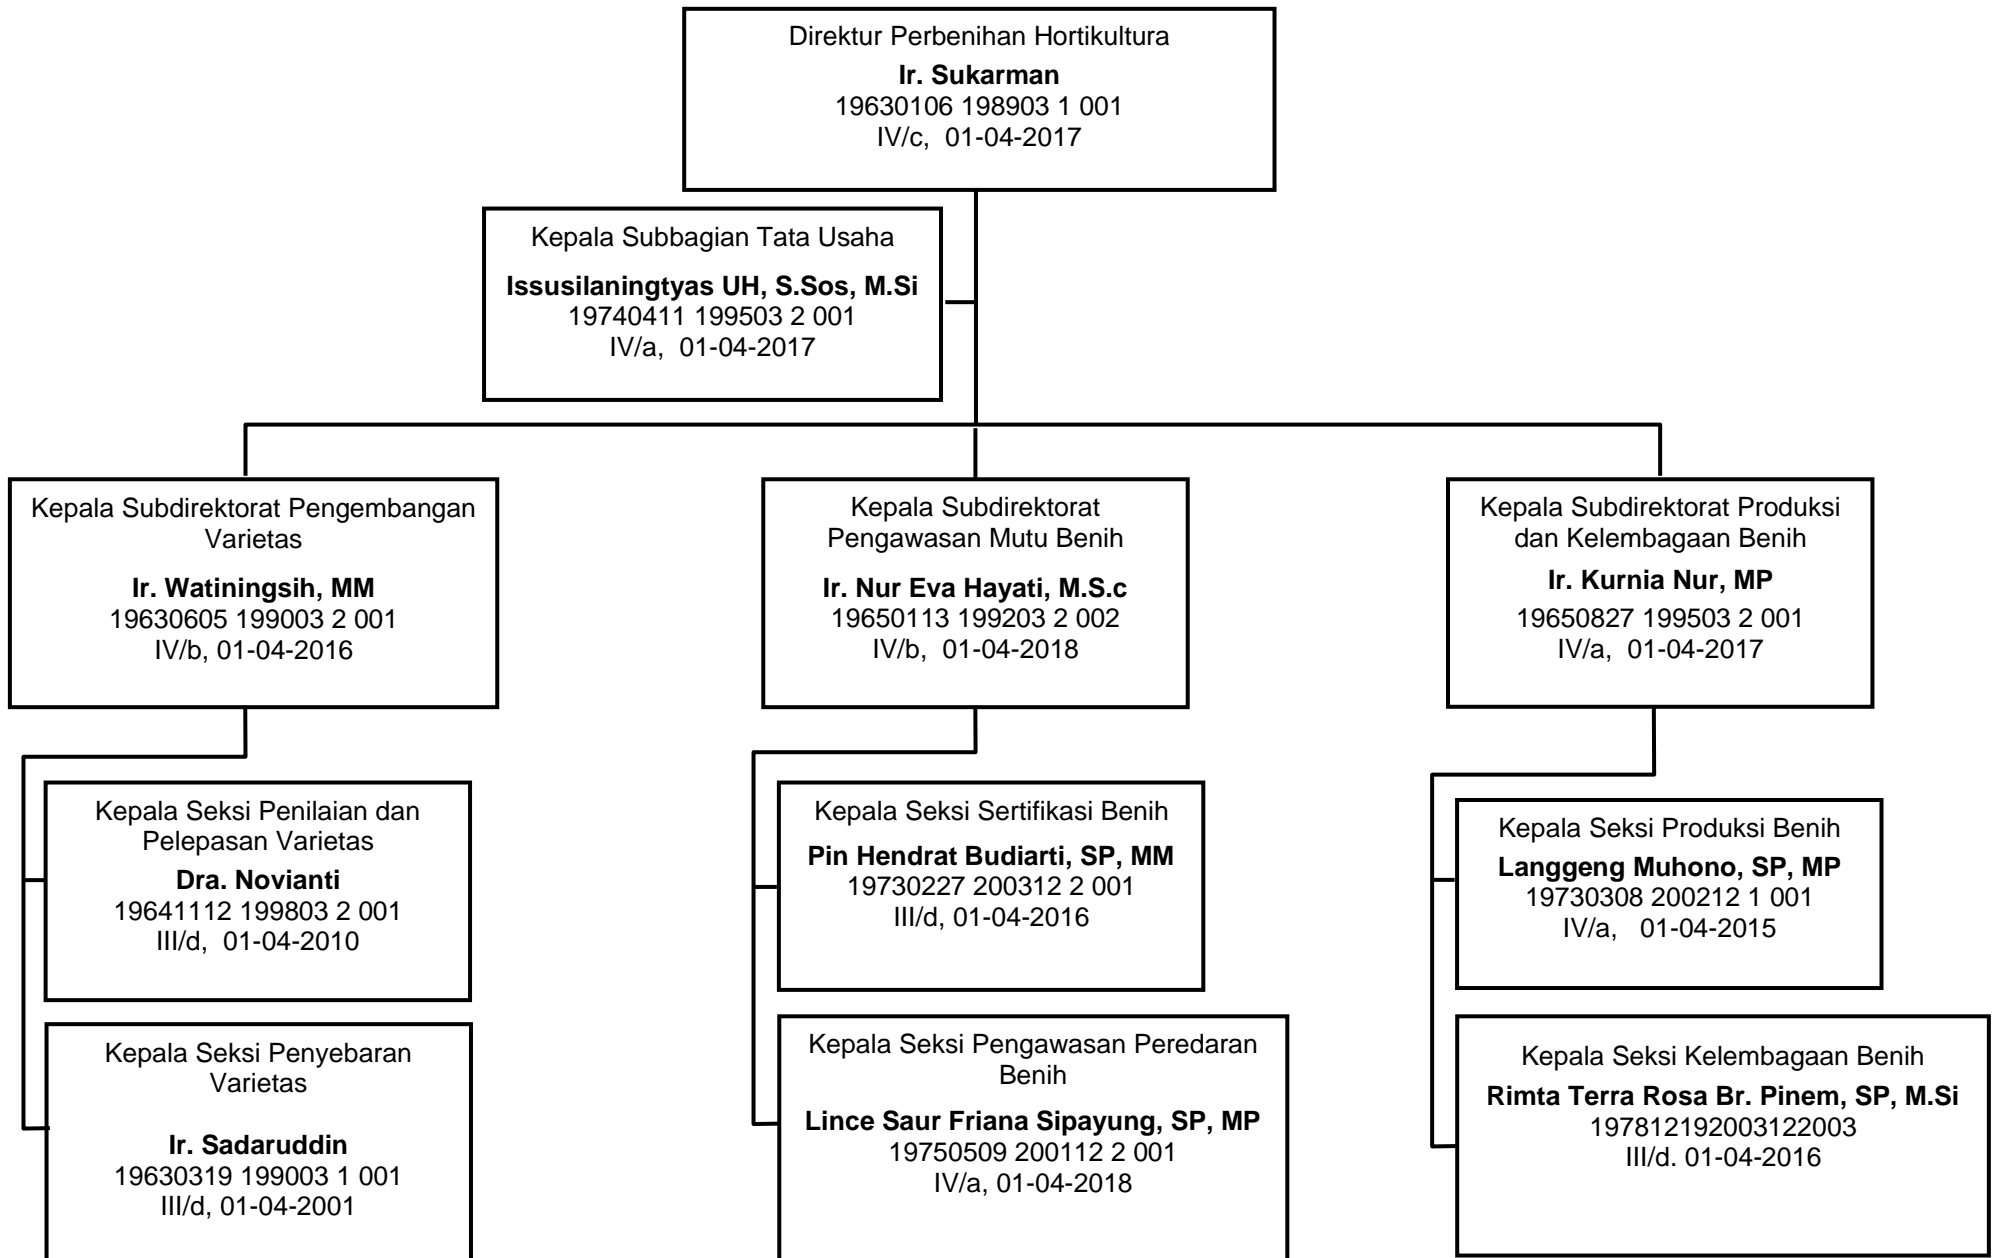 Direktur Perbenihan Hortikultura
Ir. Sukarman
19630106 198903 1 001
IV/c, 01-04-2017
Kepala Subbagian Tata Usaha
Issusilaningtyas UH, S.Sos, M.Si
19740411 199503 2 001
IV/a, 01-04-2017
Kepala Subdirektorat Pengembangan
Varietas
Ir. Watiningsih, MM
19630605 199003 2 001
IV/b, 01-04-2016
Kepala Subdirektorat
Pengawasan Mutu Benih
Ir. Nur Eva Hayati, M.S.c
19650113 199203 2 002
IV/b, 01-04-2018
Kepala Subdirektorat Produksi
dan Kelembagaan Benih
Ir. Kurnia Nur, MP
19650827 199503 2 001
IV/a, 01-04-2017
Kepala Seksi Penilaian dan
Pelepasan Varietas
Dra. Novianti
19641112 199803 2 001
III/d, 01-04-2010
Kepala Seksi Penyebaran
Varietas
Ir. Sadaruddin
19630319 199003 1 001
III/d, 01-04-2001
Kepala Seksi Sertifikasi Benih
Pin Hendrat Budiarti, SP, MM
19730227 200312 2 001
III/d, 01-04-2016
Kepala Seksi Pengawasan Peredaran
Benih
Lince Saur Friana Sipayung, SP, MP
19750509 200112 2 001
IV/a, 01-04-2018
Kepala Seksi Produksi Benih
Langgeng Muhono, SP, MP
19730308 200212 1 001
IV/a, 01-04-2015
Kepala Seksi Kelembagaan Benih
Rimta Terra Rosa Br. Pinem, SP, M.Si
197812192003122003
III/d. 01-04-2016